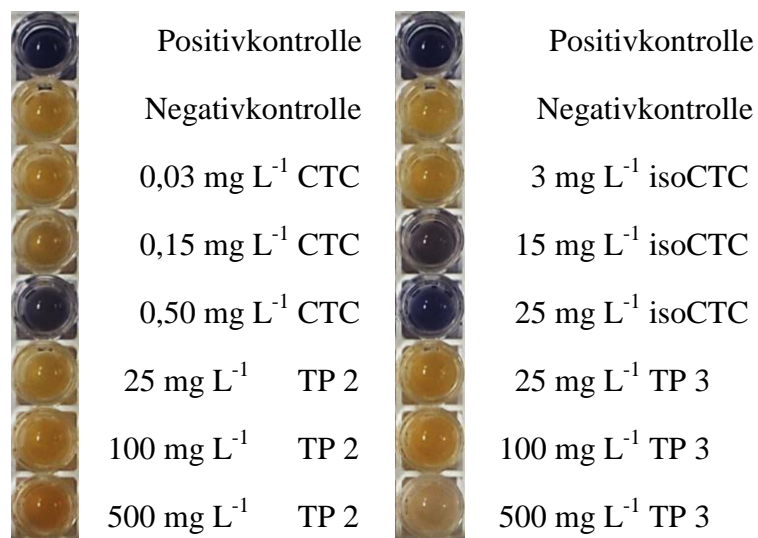 Positivkontrolle
Negativkontrolle
0,03 mg L⁻¹ CTC
0,15 mg L⁻¹ CTC
0,50 mg L⁻¹ CTC
25 mg L⁻¹ TP 2
100 mg L⁻¹ TP 2
500 mg L⁻¹ TP 2
Positivkontrolle
Negativkontrolle
3 mg L⁻¹ isoCTC
15 mg L⁻¹ isoCTC
25 mg L⁻¹ isoCTC
25 mg L⁻¹ TP 3
100 mg L⁻¹ TP 3
500 mg L⁻¹ TP 3